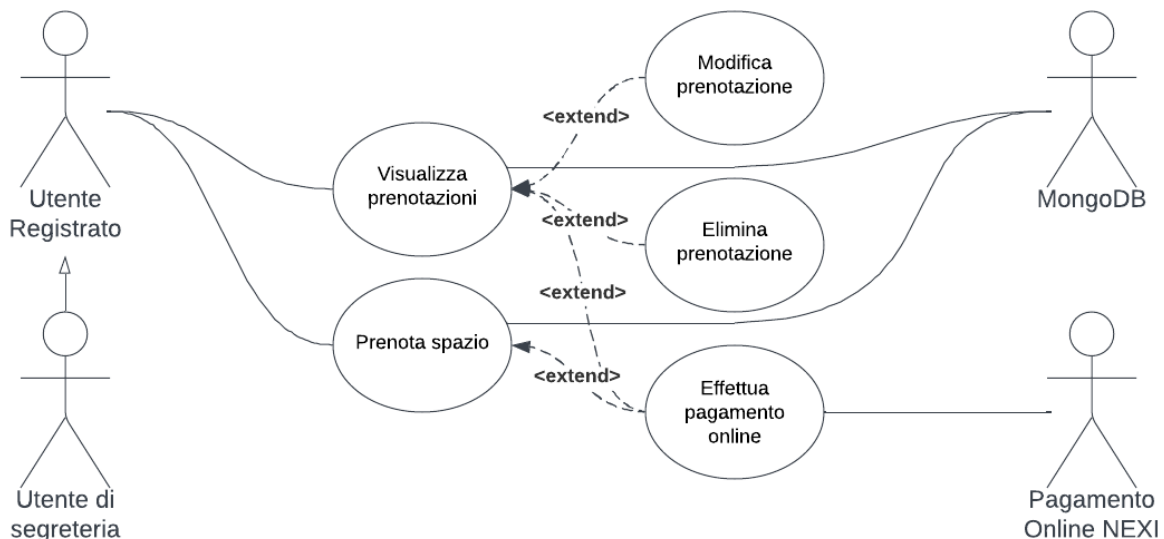 Modifica
prenotazione
<extend>
Visualizza
prenotazioni
Utente
Registrato
MongoDB
<extend>
Elimina
prenotazione
<extend>
Prenota spazio
<extend>
Effettua
pagamento
online
Utente di
segreteria
Pagamento
Online NEXI